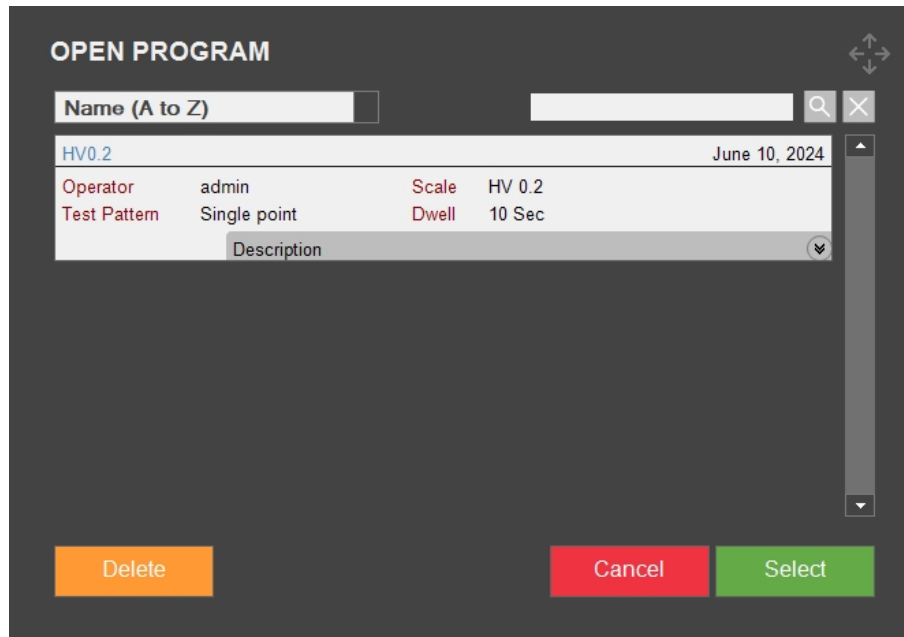 OPEN PROGRAM
Name (A to Z)
HV0.2 June 10, 2024
Operator admin Scale HV 0.2
Test Pattern Single point Dwell 10 Sec
Description
Delete Cancel Select